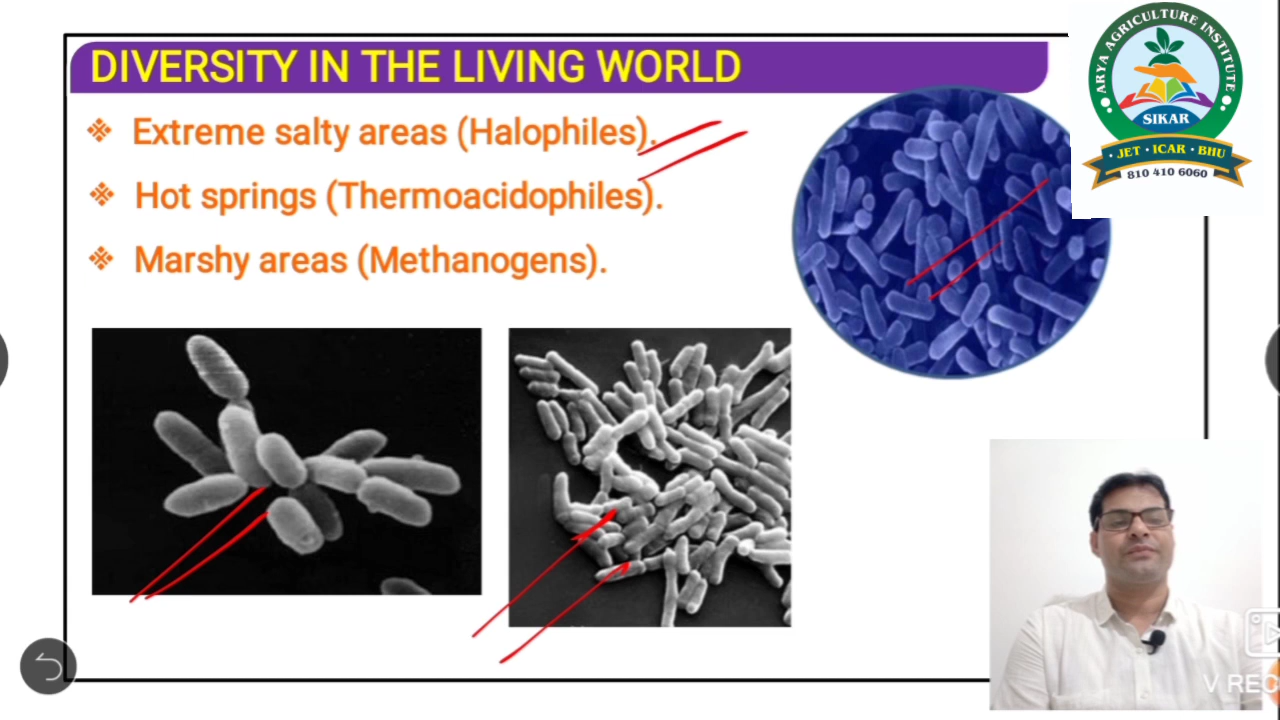 DIVERSITY IN THE LIVING WORLD
❖ Extreme salty areas (Halophiles).
❖ Hot springs (Thermoacidophiles).
❖ Marshy areas (Methanogens).
ARYA AGRICULTURE INSTITUTE
SIKAR
• JET • ICAR • BHU •
810 410 6060
V REC